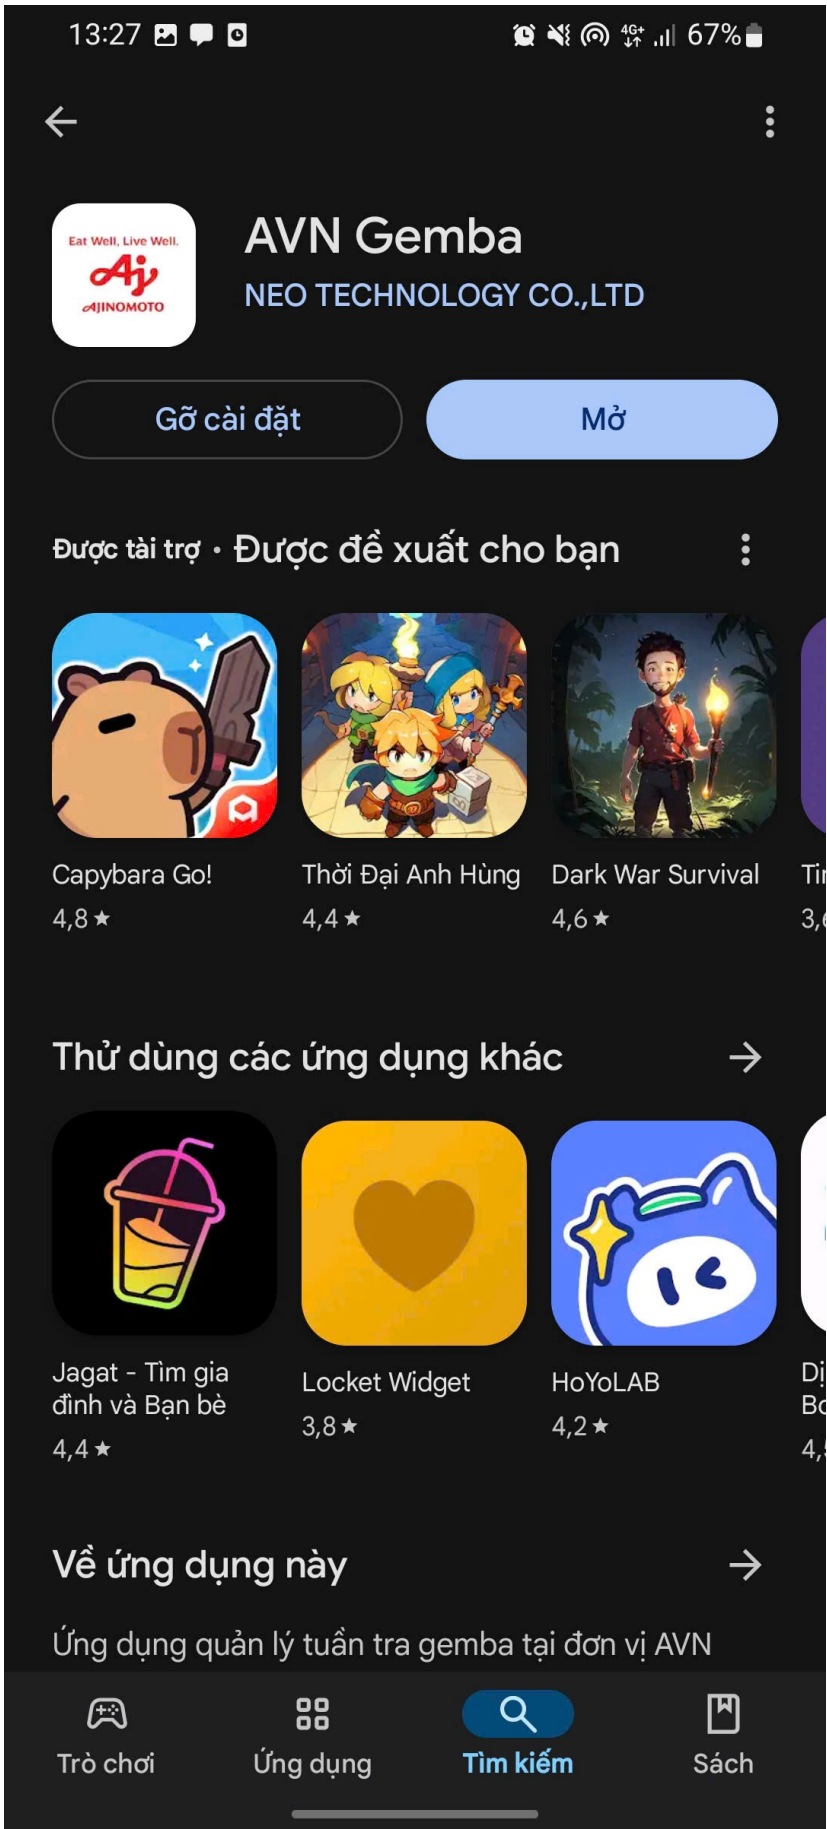 13:27
4G+
67%
Eat Well, Live Well.
Aj
AJINOMOTO
AVN Gemba
NEO TECHNOLOGY CO.,LTD
Gỡ cài đặt
Mở
Được tài trợ • Được đề xuất cho bạn
Capybara Go!
4,8 ★
Thời Đại Anh Hùng
4,4 ★
Dark War Survival
4,6 ★
Thử dùng các ứng dụng khác
Jagat - Tìm gia
đình và Bạn bè
4,4 ★
Locket Widget
3,8 ★
HoYoLAB
4,2 ★
Về ứng dụng này
Ứng dụng quản lý tuần tra gemba tại đơn vị AVN
Trò chơi
Ứng dụng
Tìm kiếm
Sách